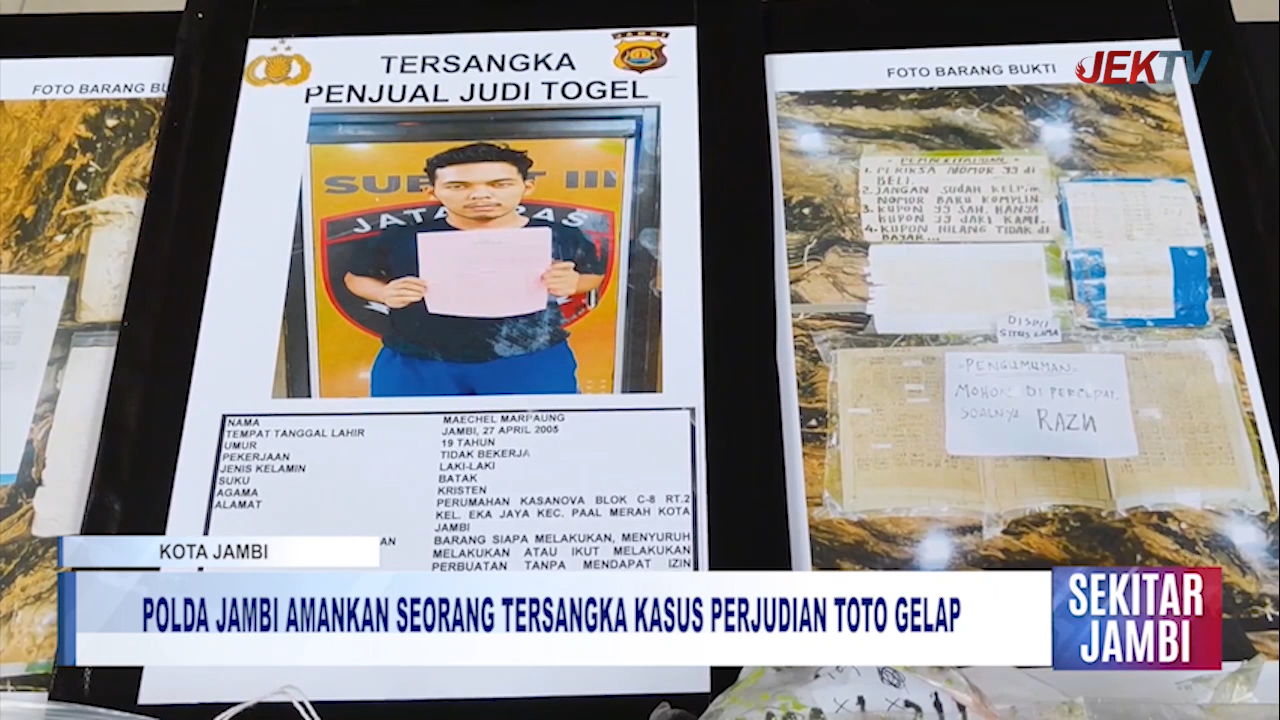 JAMBI
TERSANGKA
PENJUAL JUDI TOGEL
FOTO BARANG BU
FOTO BARANG BUKTI
JEKTV
III
NAMA MAECHEL MARPAUNG
TEMPAT TANGGAL LAHIR JAMBI, 27 APRIL 2005
UMUR 19 TAHUN
PEKERJAAN TIDAK BEKERJA
JENIS KELAMIN LAKI-LAKI
SUKU BATAK
AGAMA KRISTEN
ALAMAT PERUMAHAN KASANOVA BLOK C-8 RT.2
KEL. EKA JAYA KEC. PAAL MERAH KOTA
JAMBI
BARANG SIAPA MELAKUKAN, MENYURUH
MELAKUKAN ATAU IKUT MELAKUKAN
PERBUATAN TANPA MENDAPAT IZIN
1. PERIKSA NOMOR YG di
BELI.
2. JANGAN SUDAH KELUAR
NOMOR BARU KOMPLIN.
3. KUPON YG SAH. HANYA
KUPON YG DARI KAMI.
4. KUPON HILANG TIDAK di
BAYAR...
PENGUMUMAN
MOHON DI PERCEPAT
SOALNYA RAZU
KOTA JAMBI
POLDA JAMBI AMANKAN SEORANG TERSANGKA KASUS PERJUDIAN TOTO GELAP
SEKITAR
JAMBI